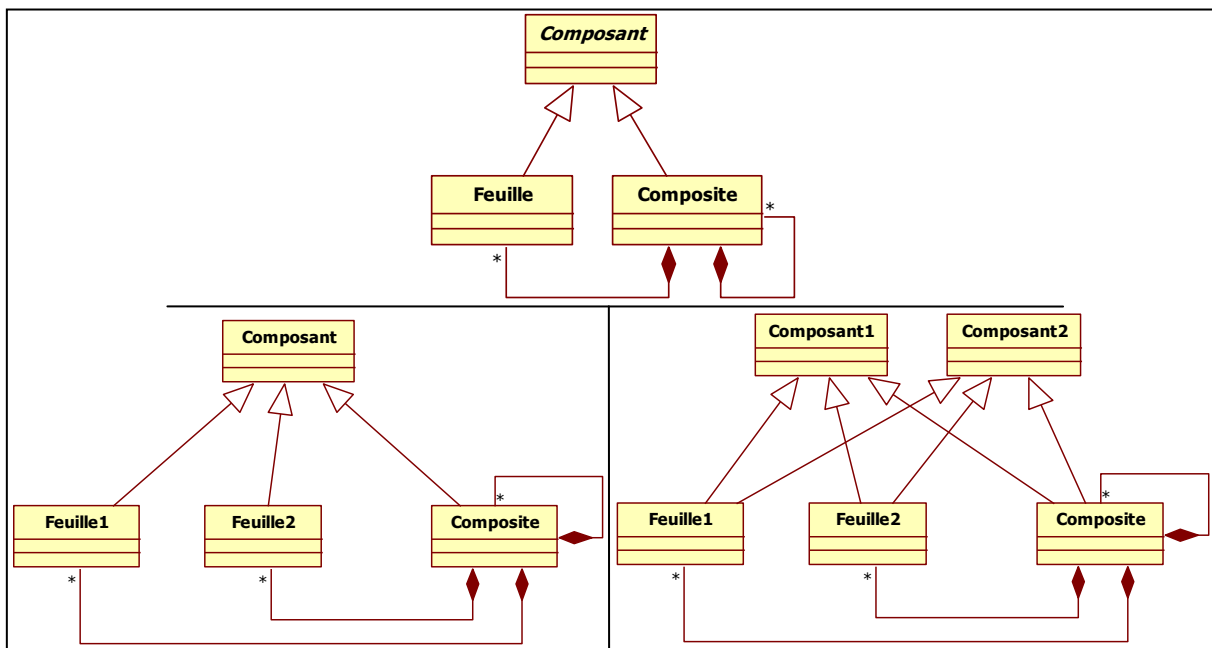 Composant
Feuille
Composite
*
*
Composant
Feuille1
Feuille2
Composite
*
*
*
Composant1
Composant2
Feuille1
Feuille2
Composite
*
*
*